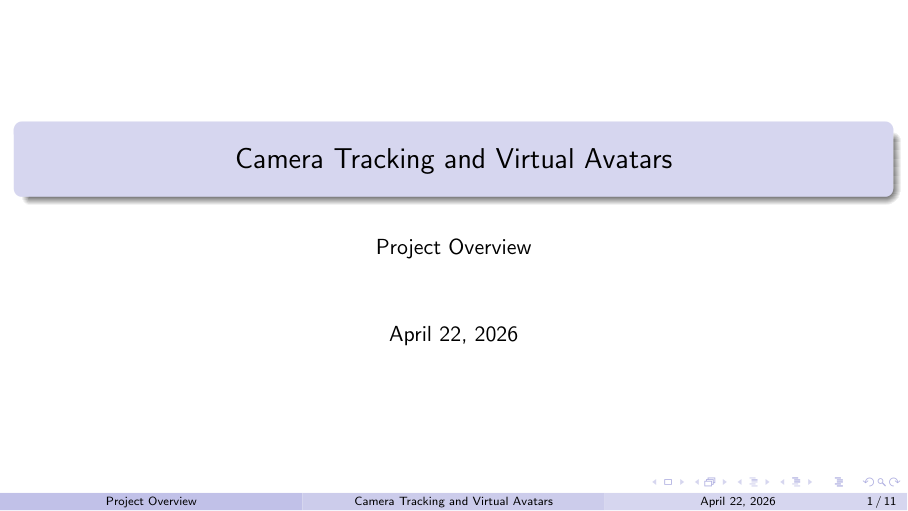 Camera Tracking and Virtual Avatars
Project Overview
April 22, 2026
Project Overview Camera Tracking and Virtual Avatars April 22, 2026 1 / 11